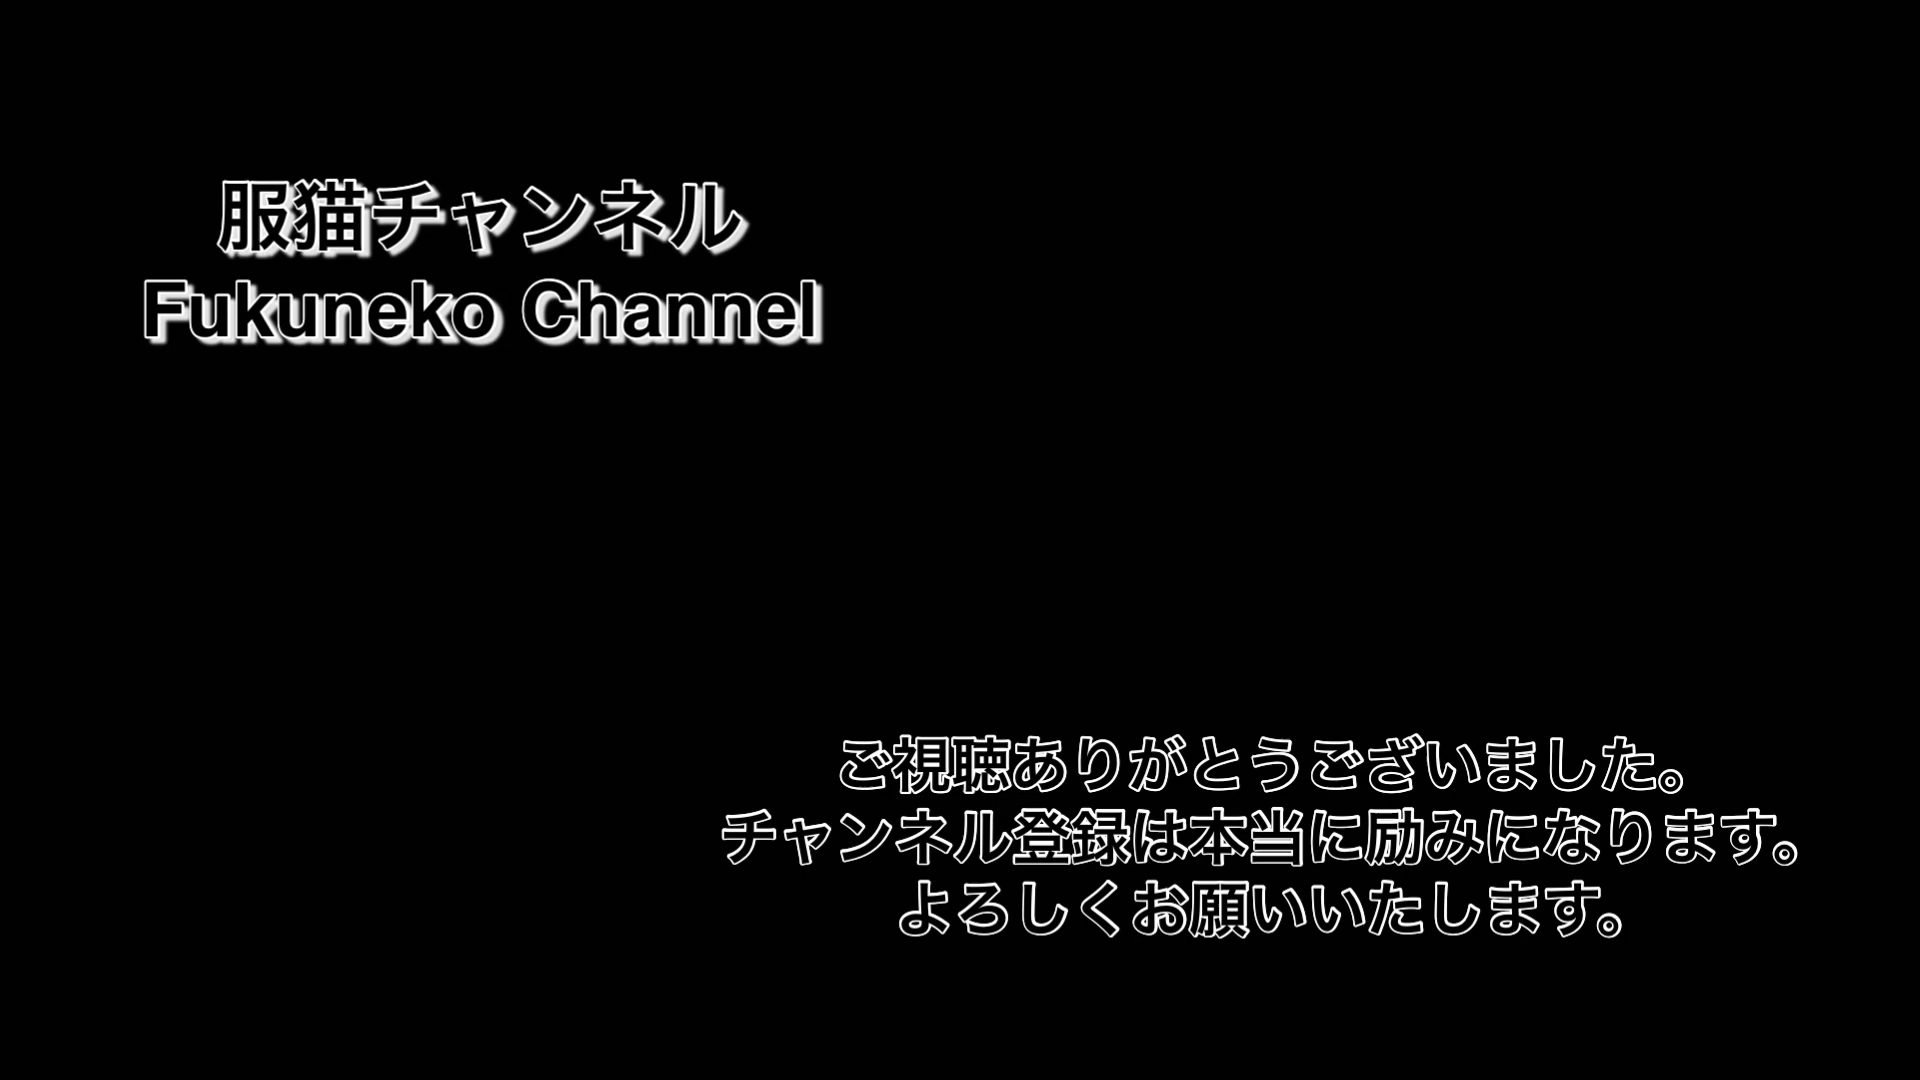 服猫チャンネル
Fukuneko Channel
ご視聴ありがとうございました。
チャンネル登録は本当に励みになります。
よろしくお願いいたします。